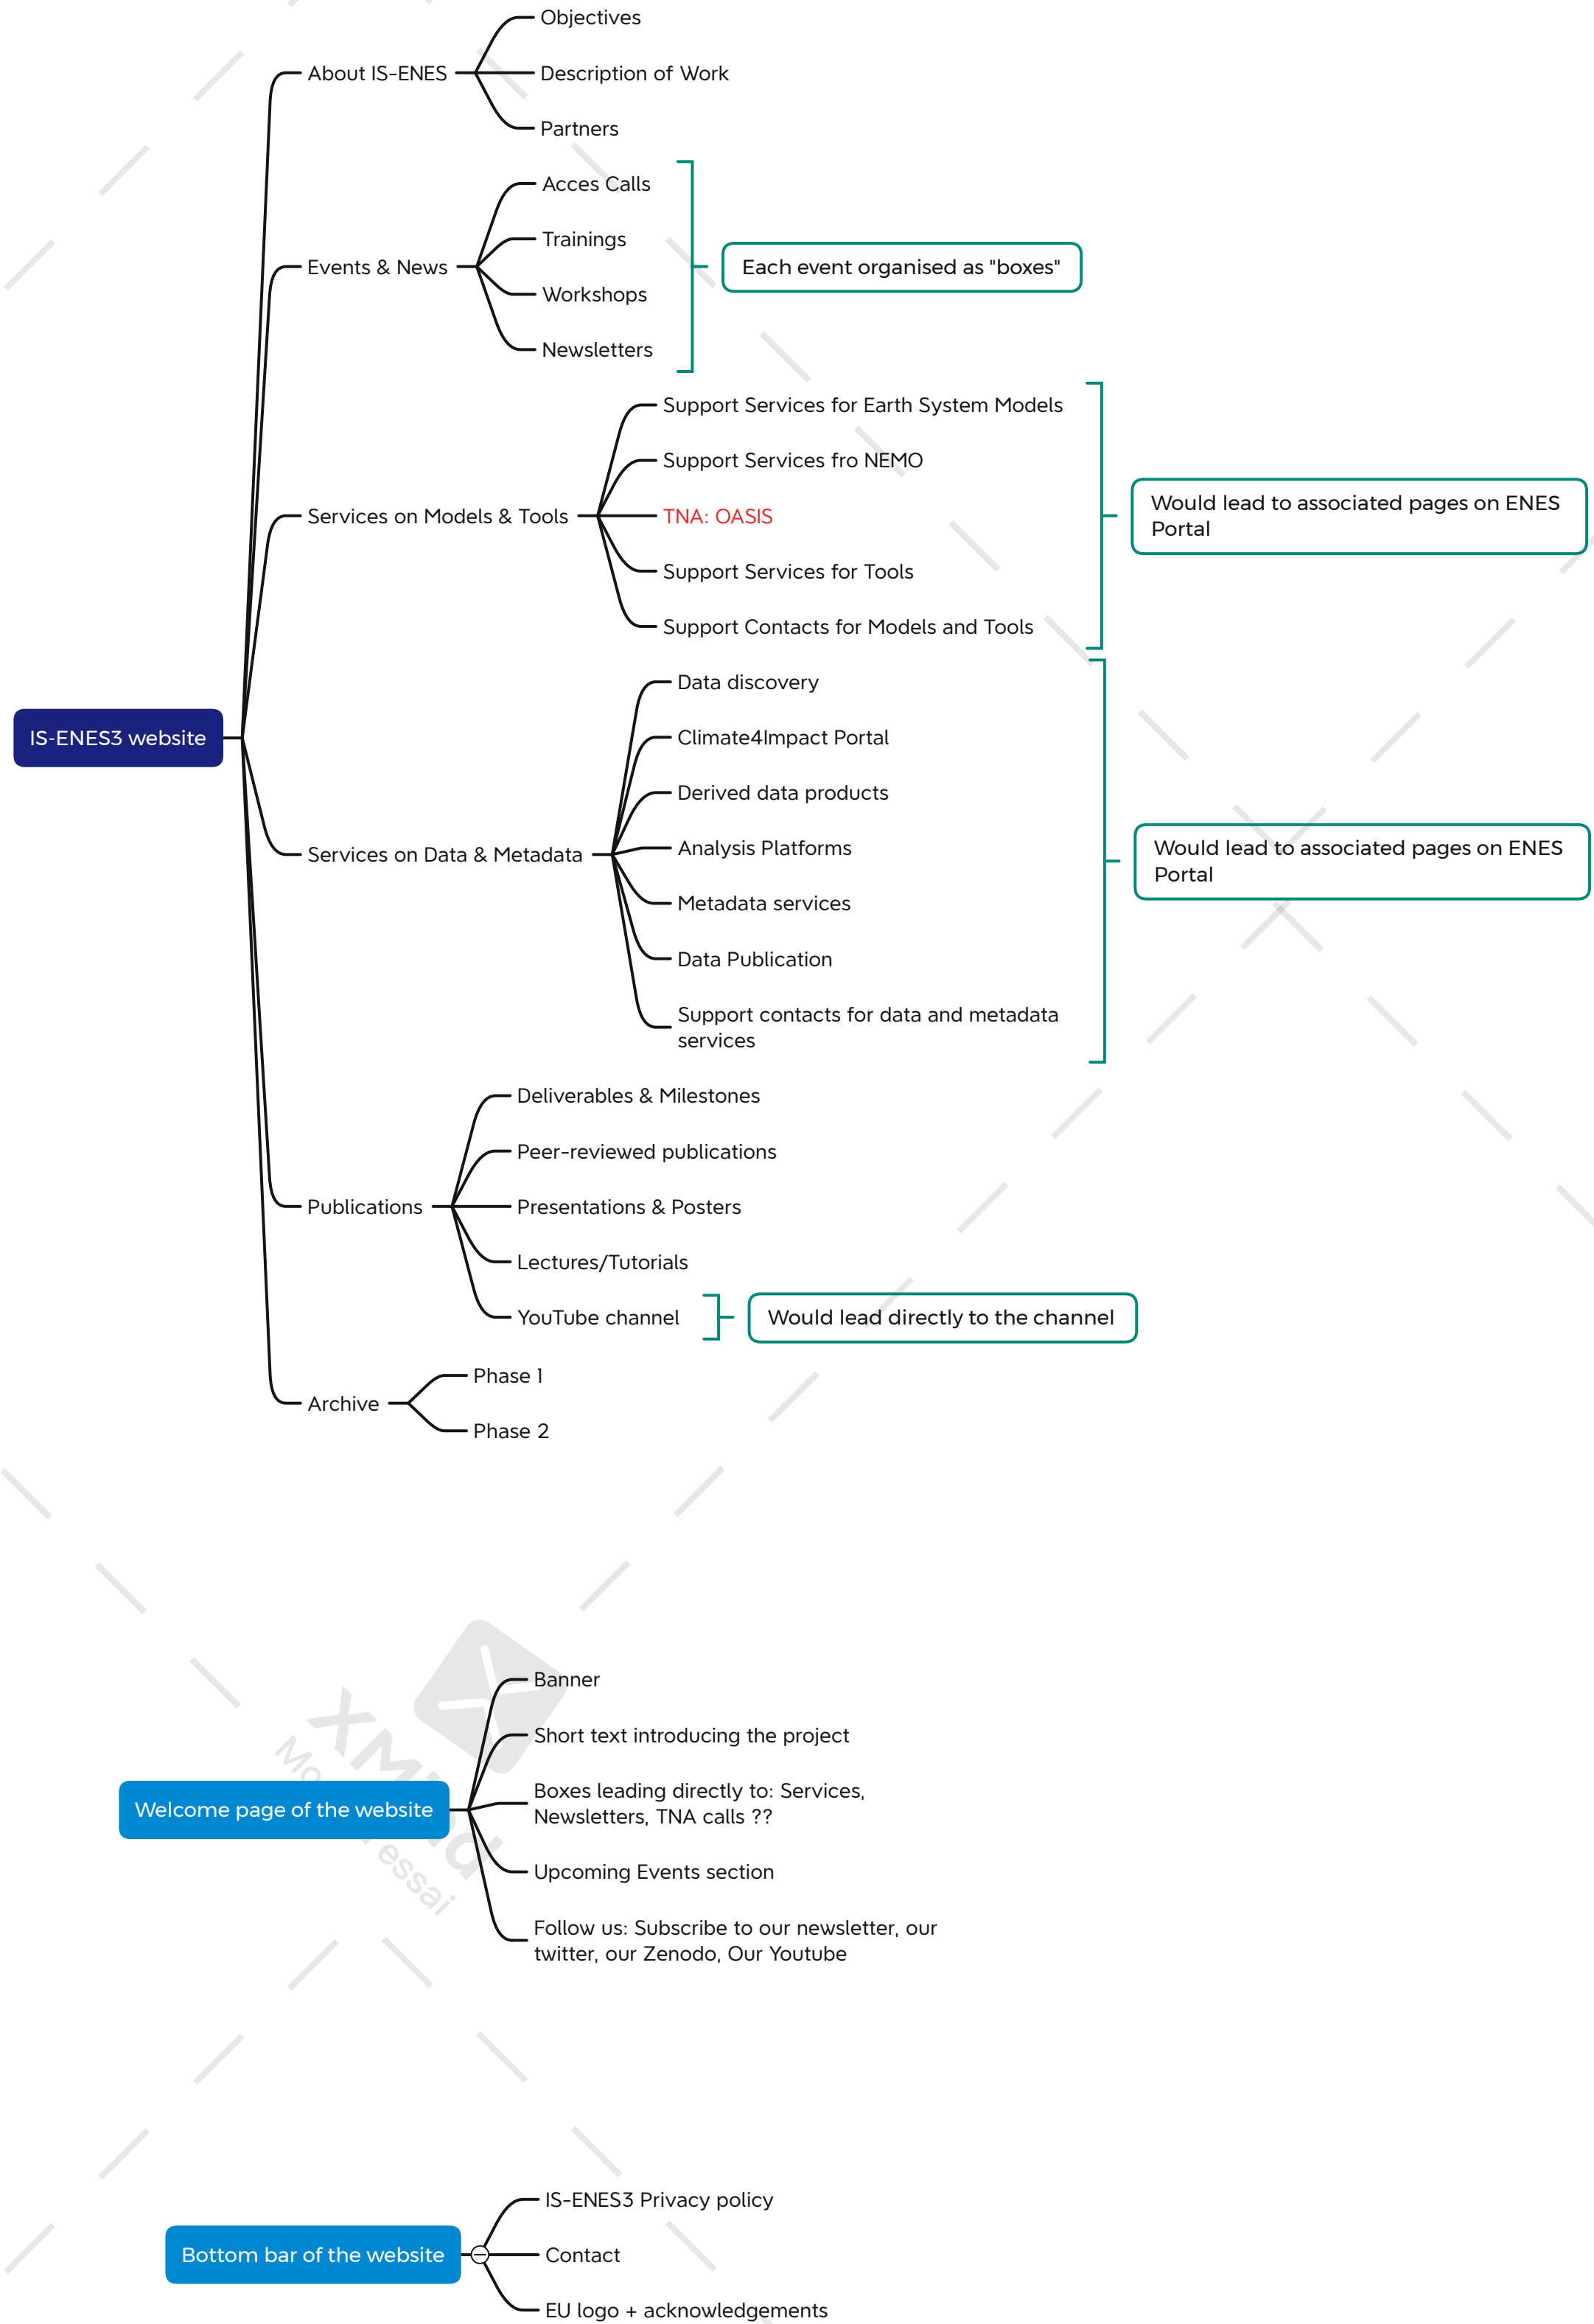 Objectives
About IS-ENES
Description of Work
Partners
Acces Calls
Trainings
Events & News
Each event organised as "boxes"
Workshops
Newsletters
Support Services for Earth System Models
Support Services fro NEMO
Services on Models & Tools
TNA: OASIS
Would lead to associated pages on ENES
Portal
Support Services for Tools
Support Contacts for Models and Tools
IS-ENES3 website
Data discovery
Climate4Impact Portal
Derived data products
Services on Data & Metadata
Analysis Platforms
Would lead to associated pages on ENES
Portal
Metadata services
Data Publication
Support contacts for data and metadata
services
Deliverables & Milestones
Peer-reviewed publications
Publications
Presentations & Posters
Lectures/Tutorials
YouTube channel
Would lead directly to the channel
Archive
Phase 1
Phase 2
Banner
Short text introducing the project
Welcome page of the website
Boxes leading directly to: Services,
Newsletters, TNA calls ??
Upcoming Events section
Follow us: Subscribe to our newsletter, our
twitter, our Zenodo, Our Youtube
XMind
essai
IS-ENES3 Privacy policy
Bottom bar of the website
Contact
EU logo + acknowledgements